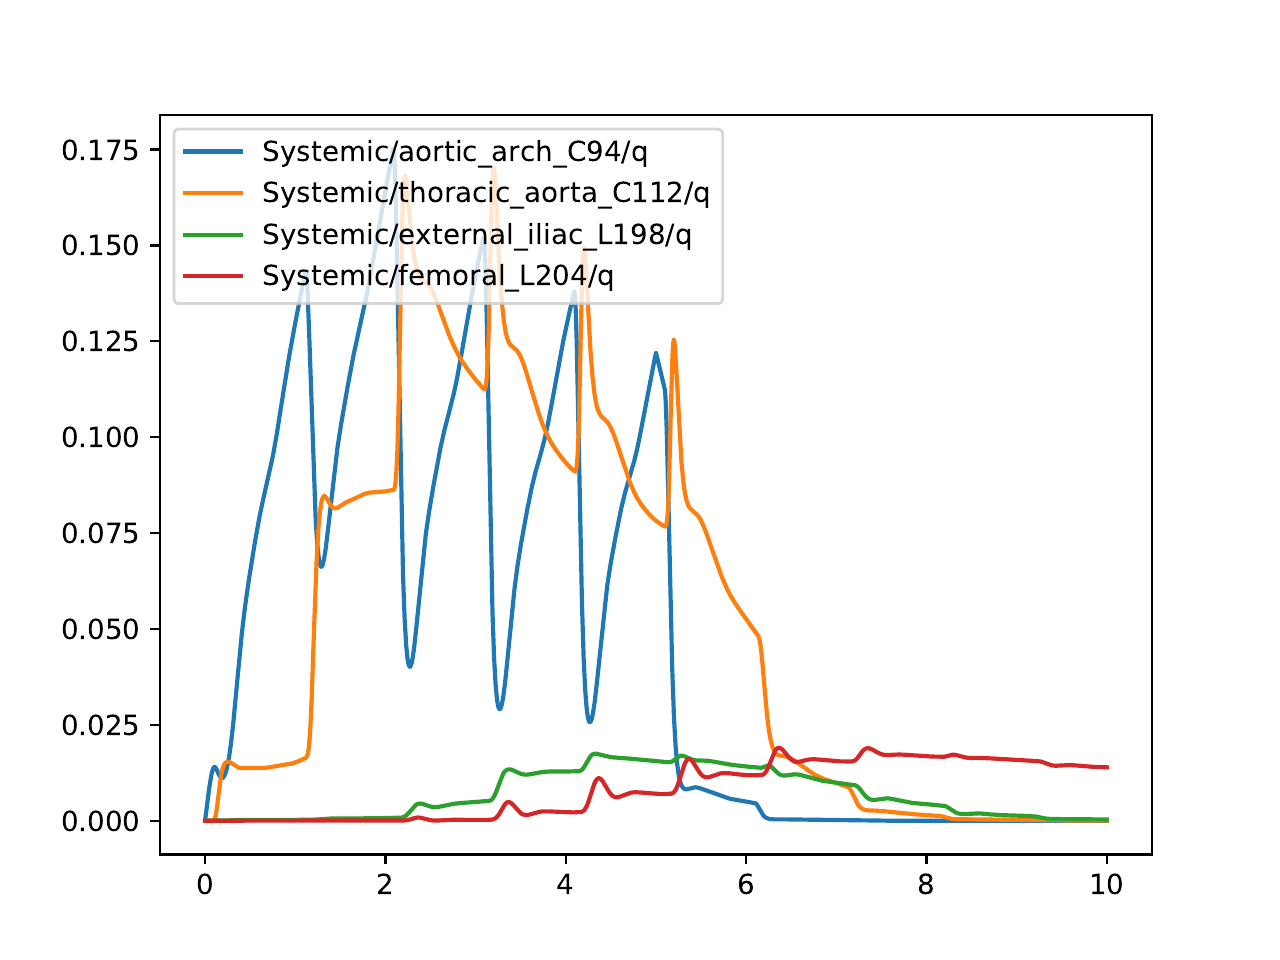 0.175
0.150
0.125
0.100
0.075
0.050
0.025
0.000
Systemic/aortic_arch_C94/q
Systemic/thoracic_aorta_C112/q
Systemic/external_iliac_L198/q
Systemic/femoral_L204/q
0 2 4 6 8 10